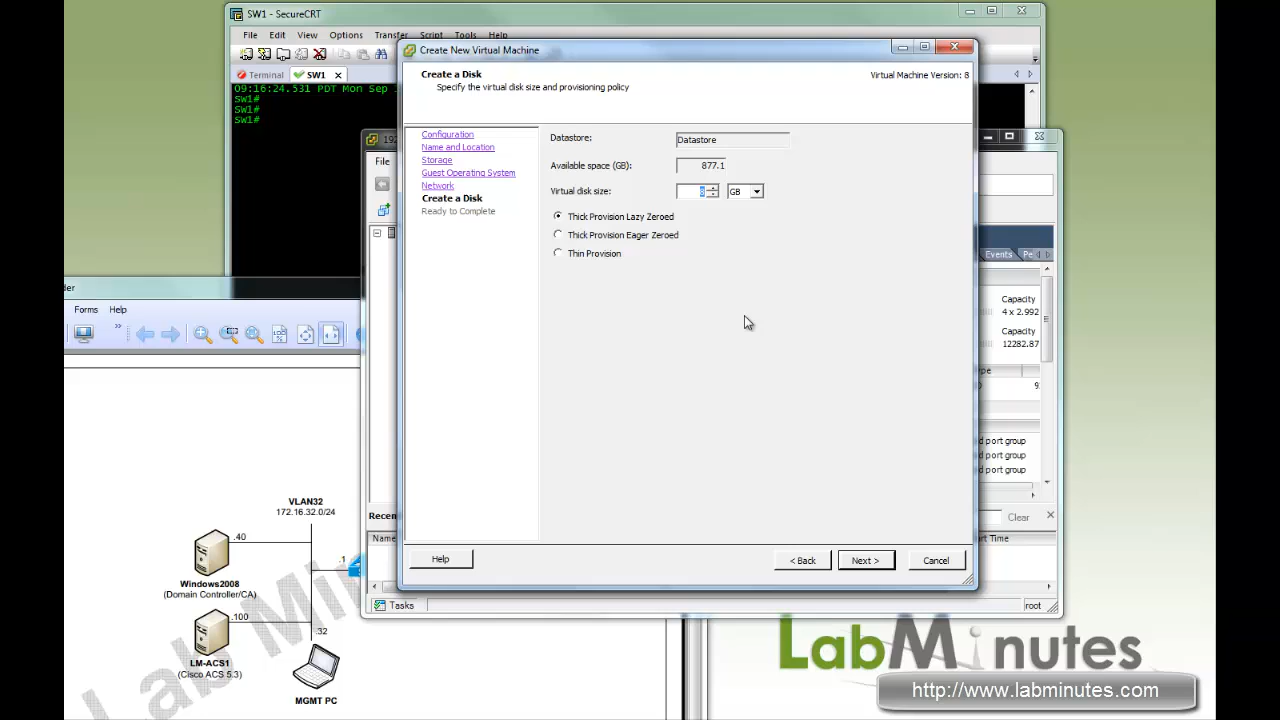 SW1 - SecureCRT
File Edit View Options Transfer Script Tools Help
Terminal SW1
09:16:24.531 PDT Mon Sep
SW1#
SW1#
SW1#
Create New Virtual Machine
Create a Disk
Specify the virtual disk size and provisioning policy
Virtual Machine Version: 8
Configuration
Name and Location
Storage
Guest Operating System
Network
Create a Disk
Ready to Complete
Datastore: Datastore
Available space (GB): 877.1
Virtual disk size: 8 GB
Thick Provision Lazy Zeroed
Thick Provision Eager Zeroed
Thin Provision
Help
< Back
Next >
Cancel
File
Events
Capacity
4 x 2.992
Capacity
12282.87
d port group
d port group
d port group
Clear
Name
Tasks
root
Forms Help
VLAN32
172.16.32.0/24
.40
.1
Windows2008
(Domain Controller/CA)
.100
.32
LM-ACS1
(Cisco ACS 5.3)
MGMT PC
Lab Mi
LabMinutes
http://www.labminutes.com